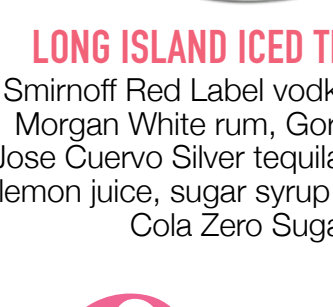 LONG ISLAND ICED T
Smirnoff Red Label vodk
Morgan White rum, Gor
Jose Cuervo Silver tequila
lemon juice, sugar syrup
Cola Zero Suga